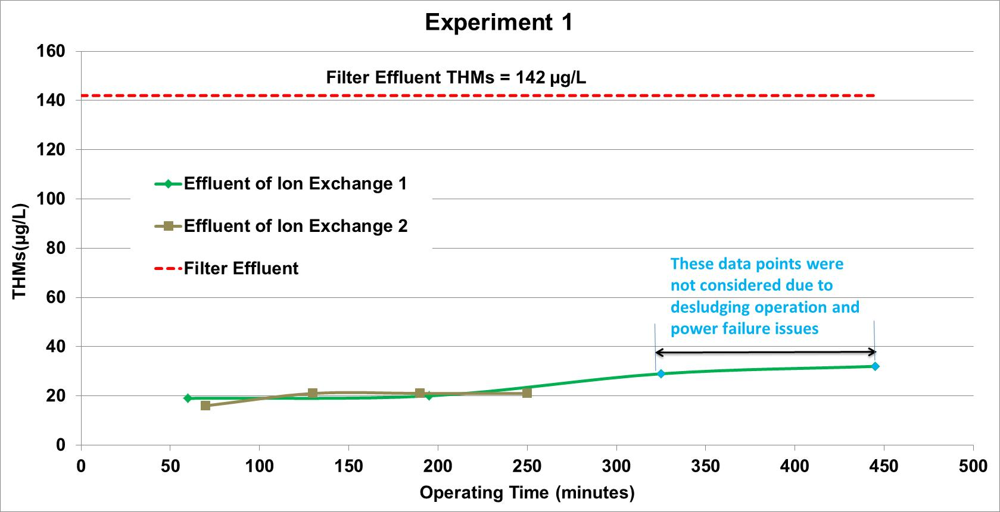 Experiment 1
160
Filter Effluent THMs = 142 µg/L
140
120
Effluent of Ion Exchange 1
100
Effluent of Ion Exchange 2
80
Filter Effluent
These data points were
not considered due to
desludging operation and
power failure issues
60
40
20
0
THMs(µg/L)
0 50 100 150 200 250 300 350 400 450 500
Operating Time (minutes)